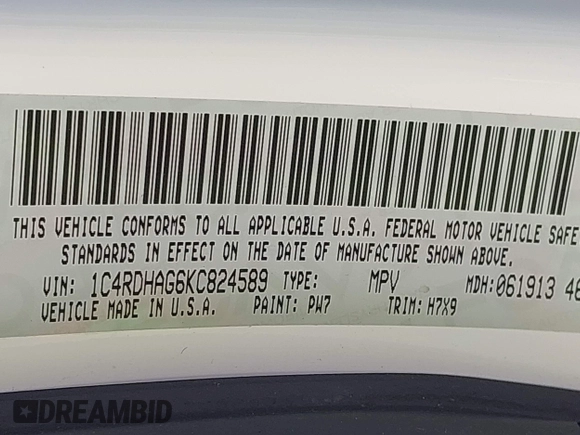 THIS VEHICLE CONFORMS TO ALL APPLICABLE U.S.A. FEDERAL MOTOR VEHICLE SAFE
STANDARDS IN EFFECT ON THE DATE OF MANUFACTURE SHOWN ABOVE.
VIN: 1C4RDHAG6KC824589 TYPE: MPV MDH:061913 46
VEHICLE MADE IN U.S.A. PAINT: PW7 TRIM: H7X9
DREAMBID